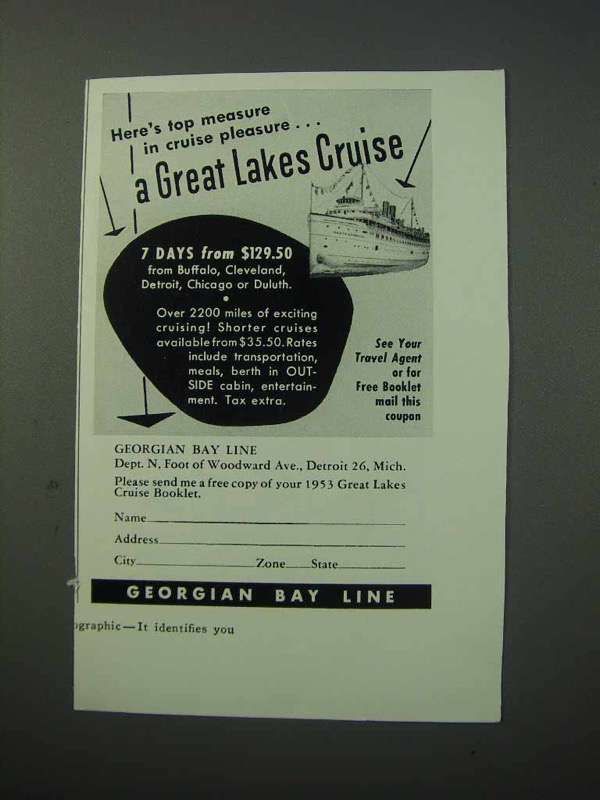 Here's top measure
in cruise pleasure...
a Great Lakes Cruise
7 DAYS from $129.50
from Buffalo, Cleveland,
Detroit, Chicago or Duluth.
•
Over 2200 miles of exciting
cruising! Shorter cruises
available from $35.50. Rates
include transportation,
meals, berth in OUT-
SIDE cabin, entertain-
ment. Tax extra.
See Your
Travel Agent
or for
Free Booklet
mail this
coupon
GEORGIAN BAY LINE
Dept. N, Foot of Woodward Ave., Detroit 26, Mich.
Please send me a free copy of your 1953 Great Lakes
Cruise Booklet.
Name
Address
City Zone State
GEORGIAN BAY LINE
ographic—It identifies you